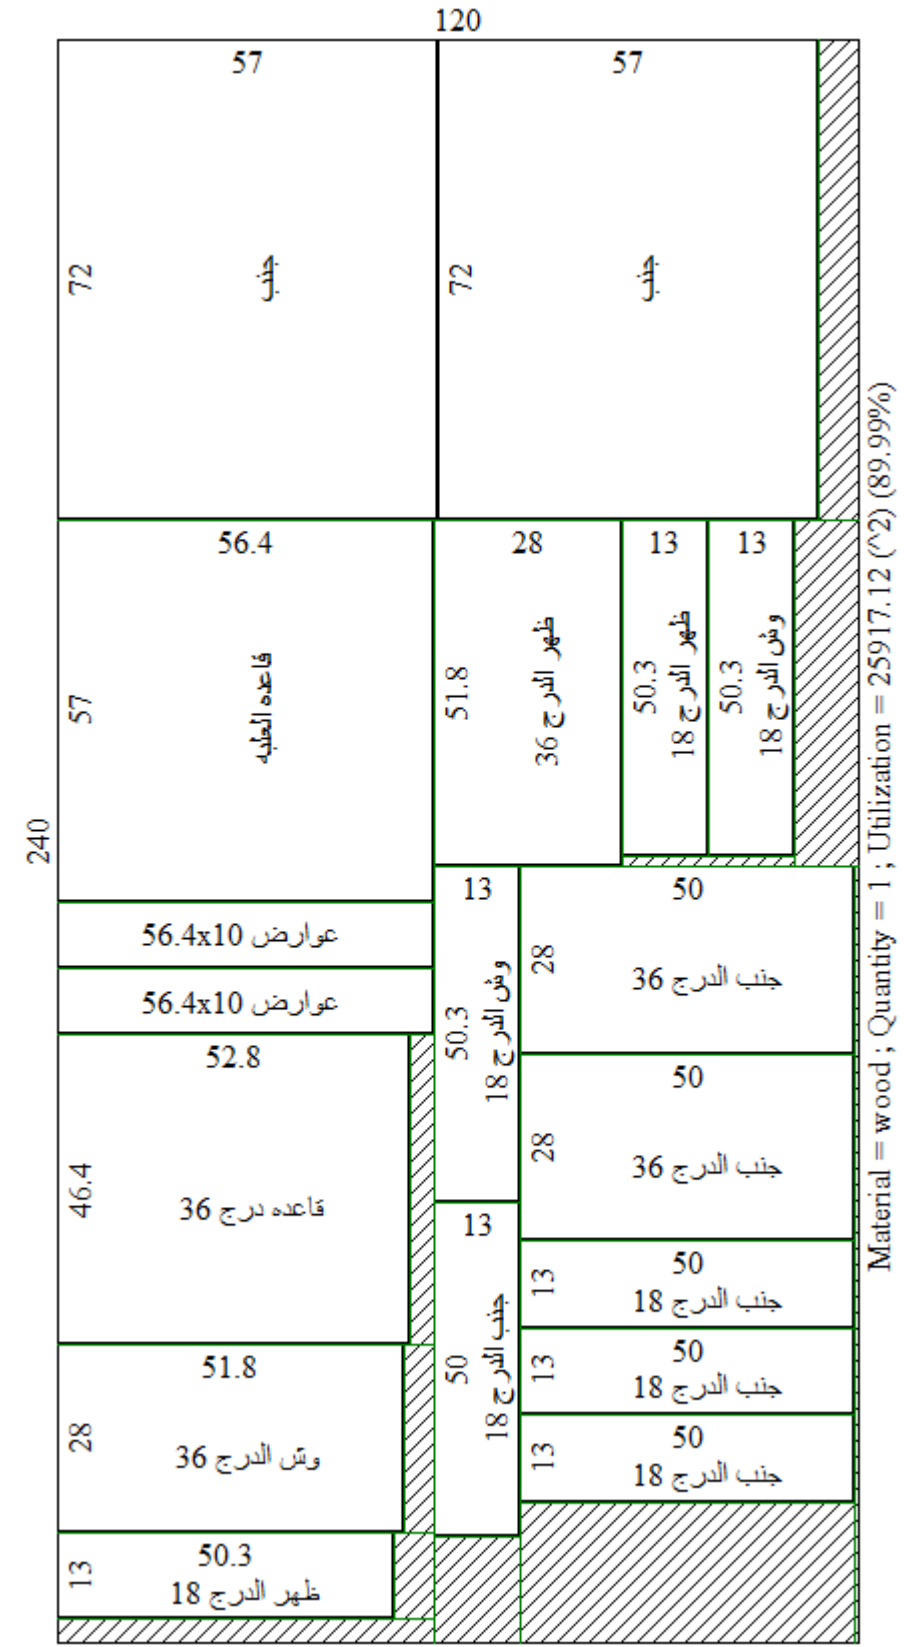 120
57
72
جنب
57
72
جنب
56.4
57
قاعده العلبه
28
51.8
ظهر الدرج 36
13
50.3
ظهر الدرج 18
13
50.3
وش الدرج 18
240
عوارض 56.4x10
عوارض 56.4x10
13
50.3
وش الدرج 18
50
28
جنب الدرج 36
50
28
جنب الدرج 36
52.8
46.4
قاعده درج 36
13
50
جنب الدرج 18
50
13
جنب الدرج 18
50
13
جنب الدرج 18
50
13
جنب الدرج 18
51.8
28
وش الدرج 36
50.3
13
ظهر الدرج 18
Material = wood ; Quantity = 1 ; Utilization = 25917.12 (^2) (89.99%)